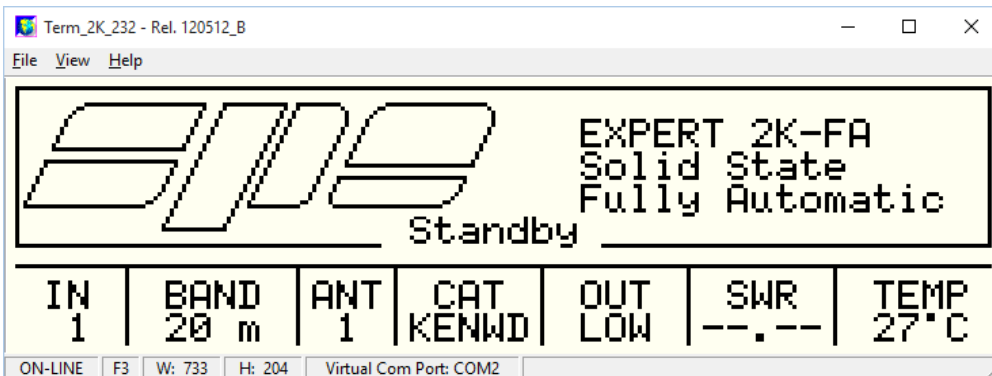 Term_2K_232 - Rel. 120512_B
File View Help
spe
EXPERT 2K-FA
Solid State
Fully Automatic
Standby
IN BAND ANT CAT OUT SWR TEMP
1 20 m 1 KENWD LOW --.-- 27°C
ON-LINE F3 W: 733 H: 204 Virtual Com Port: COM2